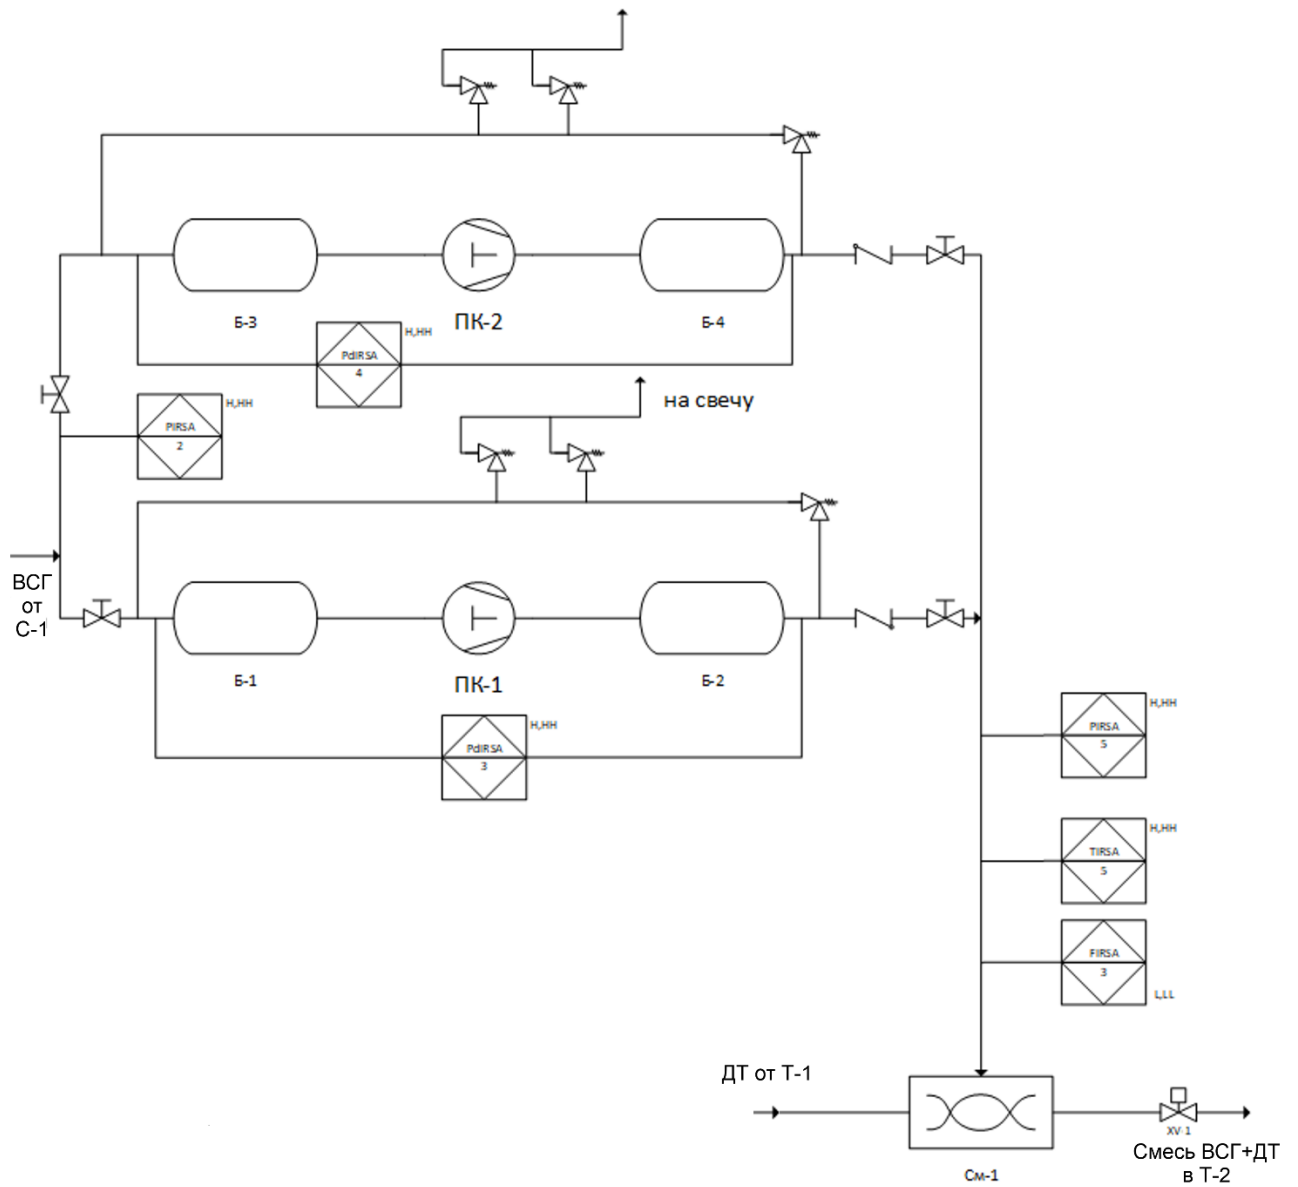 Б-3
ПК-2
Б-4
PdIRSA
4
H,HH
PIRSA
2
H,HH
на свечу
ВСГ
от
С-1
Б-1
ПК-1
Б-2
PdIRSA
3
H,HH
PIRSA
5
H,HH
TIRSA
5
H,HH
FIRSA
3
L,LL
ДТ от Т-1
См-1
XV-1
Смесь ВСГ+ДТ
в Т-2